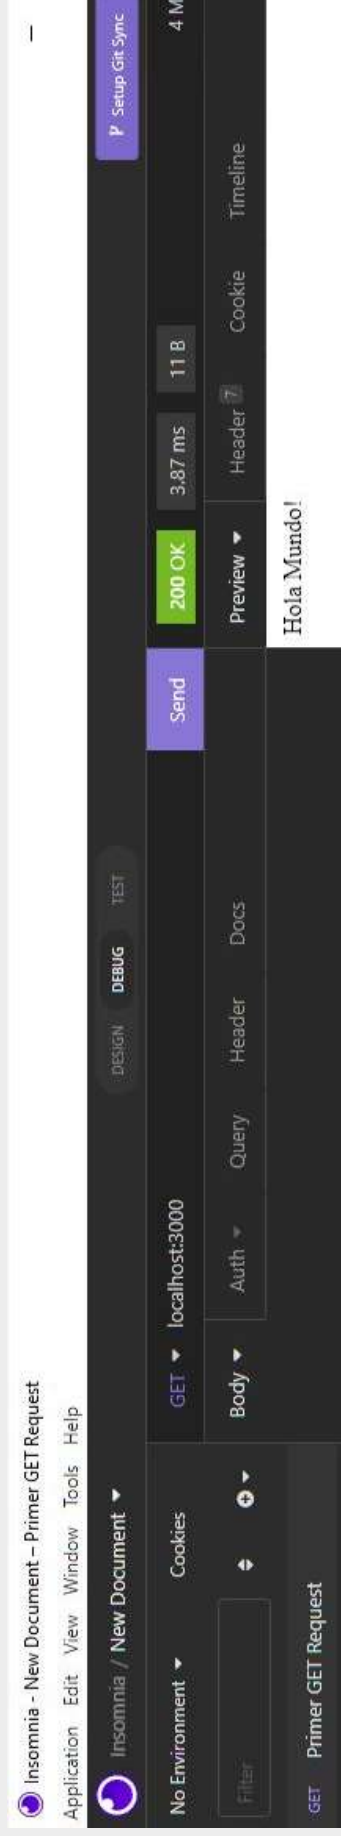 Insomnia - New Document – Primer GET Request
Application Edit View Window Tools Help
Insomnia / New Document
DESIGN DEBUG TEST
Setup Git Sync
No Environment Cookies
GET localhost:3000 Send
200 OK 3.87 ms 11 B 4 M
Filter
Body Auth Query Header Docs
Preview Header 7 Cookie Timeline
GET Primer GET Request
Hola Mundo!